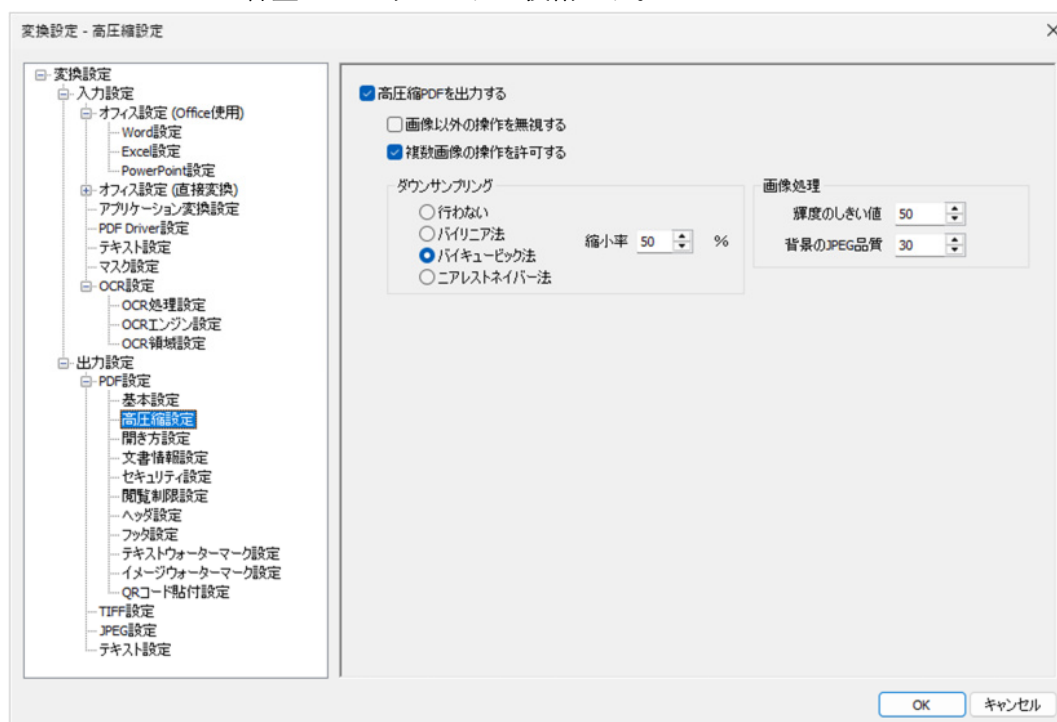 変換設定 - 高圧縮設定
変換設定
入力設定
オフィス設定 (Office使用)
Word設定
Excel設定
PowerPoint設定
オフィス設定 (直接変換)
アプリケーション変換設定
PDF Driver設定
テキスト設定
マスク設定
OCR設定
OCR処理設定
OCRエンジン設定
OCR領域設定
出力設定
PDF設定
基本設定
高圧縮設定
開き方設定
文書情報設定
セキュリティ設定
閲覧制限設定
ヘッダ設定
フッタ設定
テキストウォーターマーク設定
イメージウォーターマーク設定
QRコード貼付設定
TIFF設定
JPEG設定
テキスト設定
高圧縮PDFを出力する
画像以外の操作を無視する
複数画像の操作を許可する
ダウンサンプリング
行わない
バイリニア法
バイキュービック法
ニアレストネイバー法
縮小率 50 %
画像処理
輝度のしきい値 50
背景のJPEG品質 30
OK キャンセル